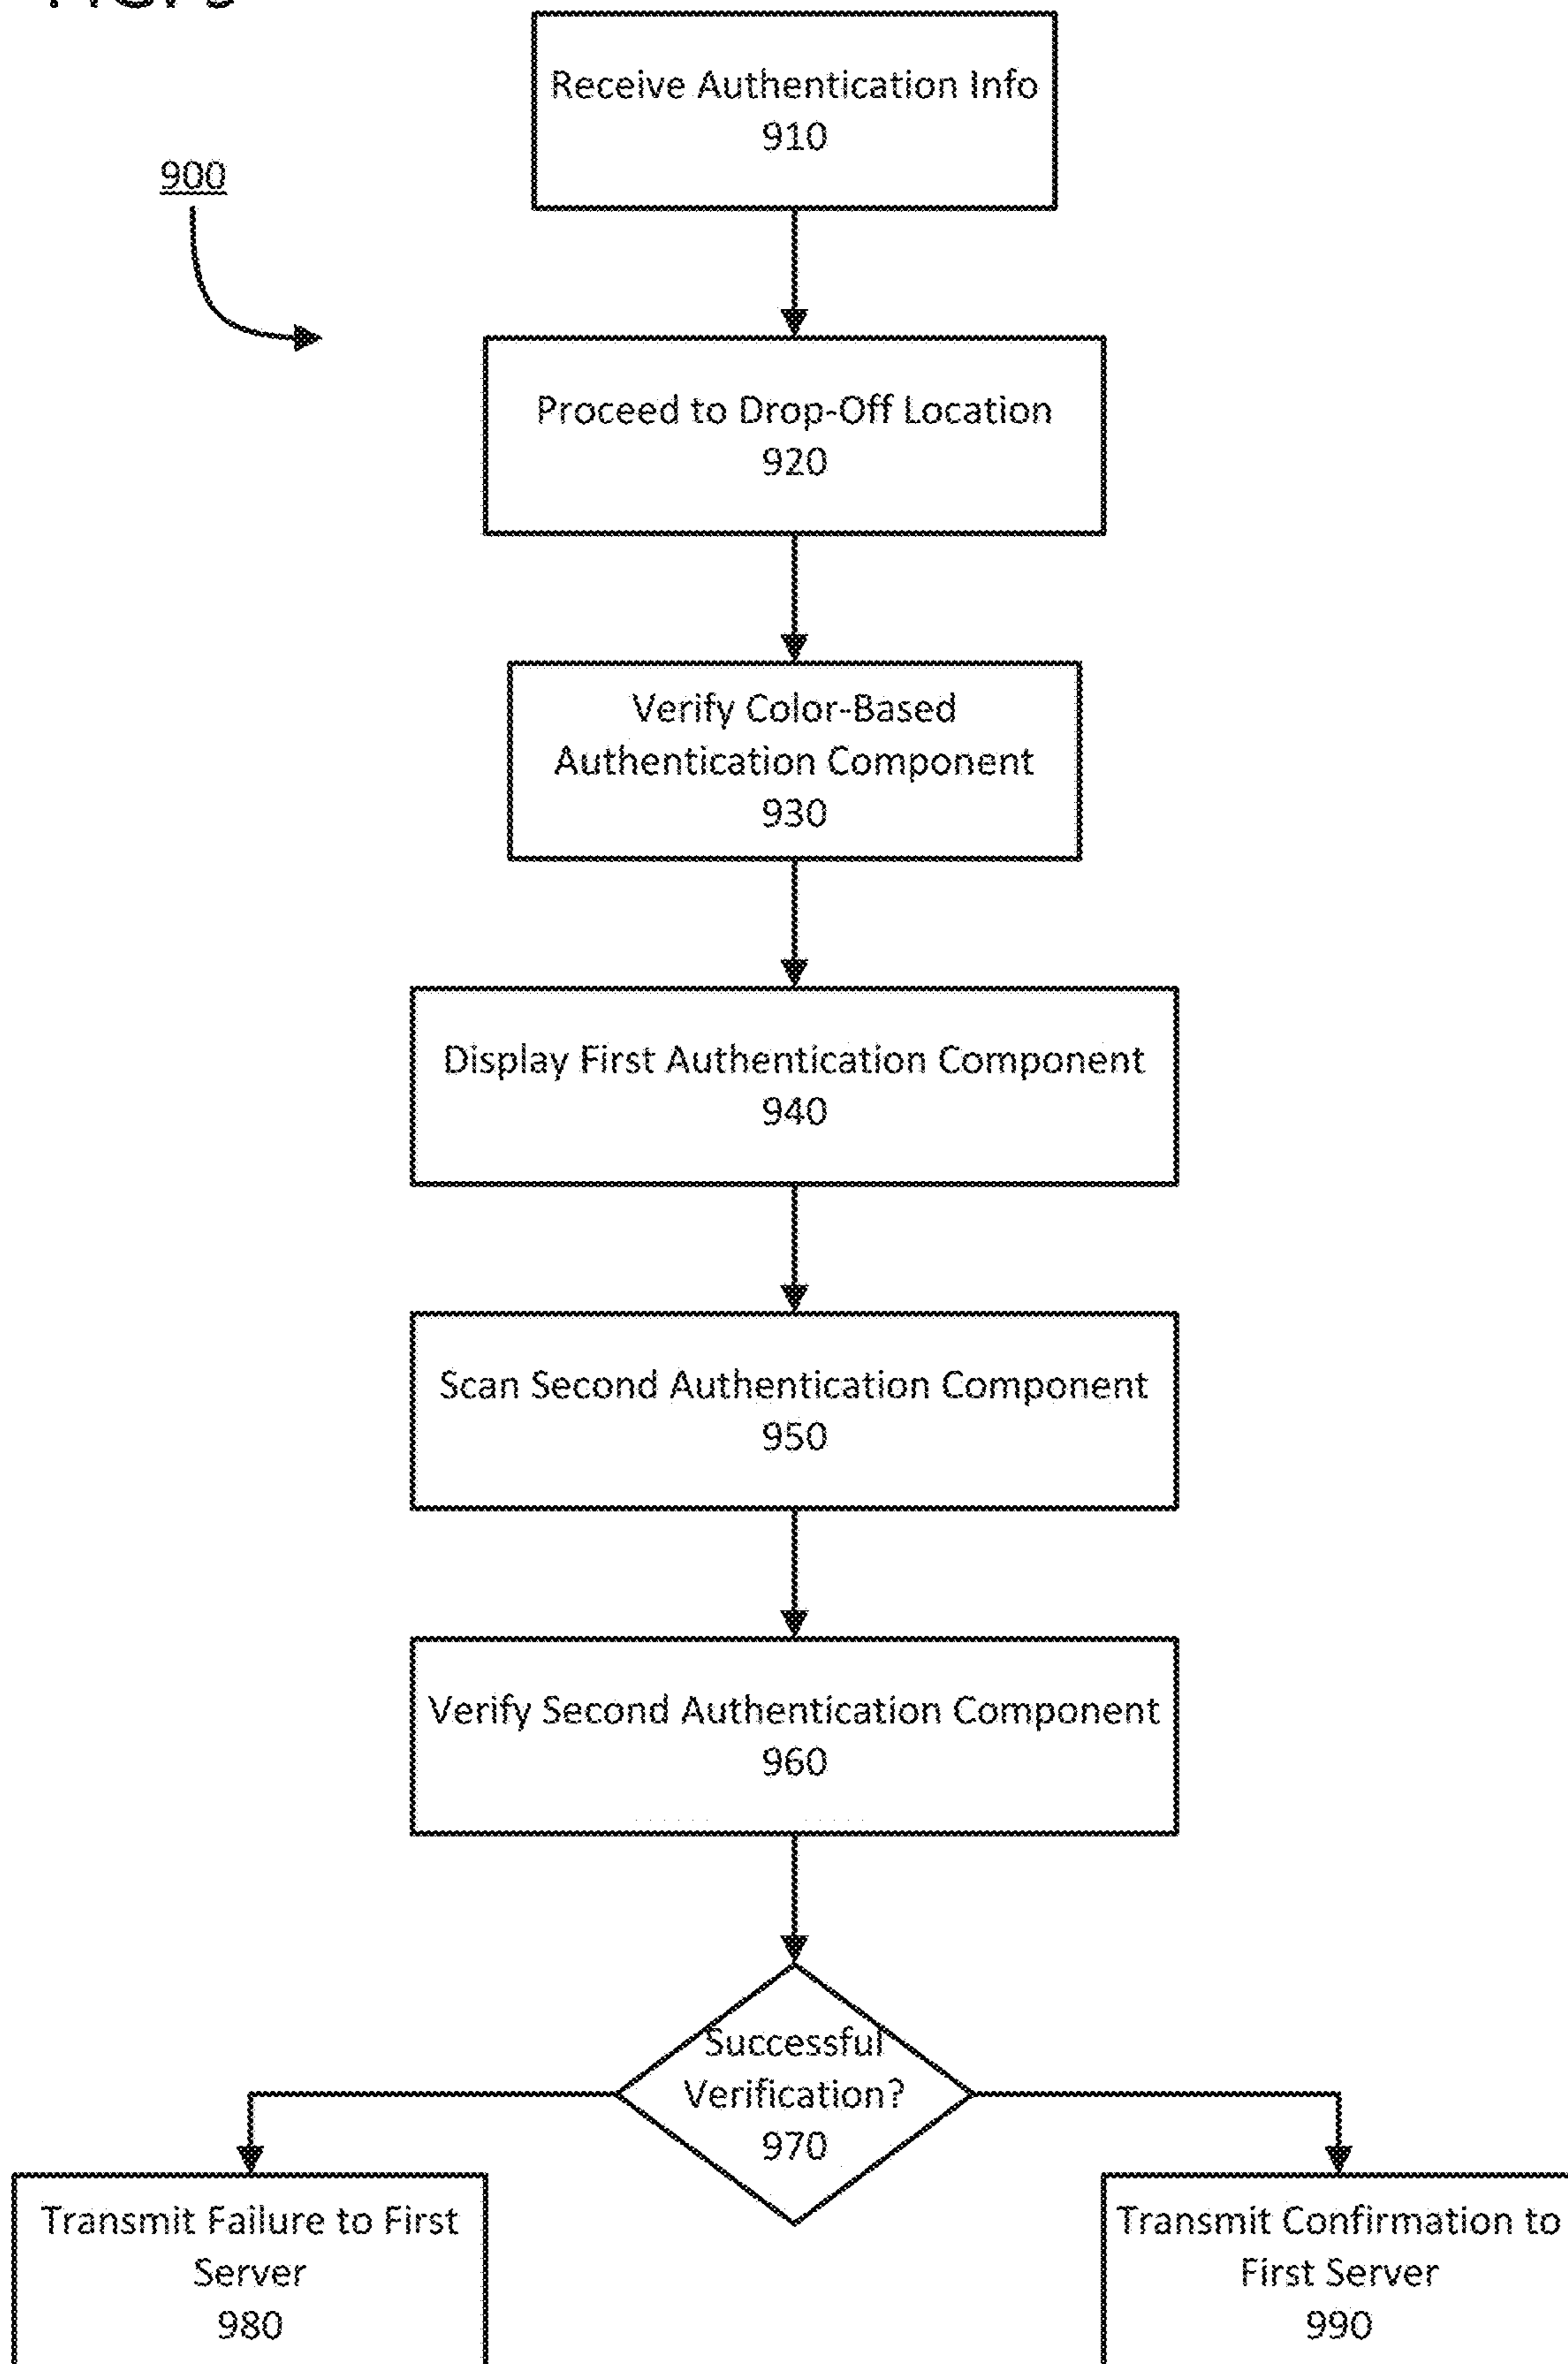 Receive Authentication Info
910
900
Proceed to Drop-Off Location
920
Verify Color-Based
Authentication Component
930
Display First Authentication Component
940
Scan Second Authentication Component
950
Verify Second Authentication Component
960
Successful
Verification?
970
Transmit Failure to First
Server
980
Transmit Confirmation to
First Server
990